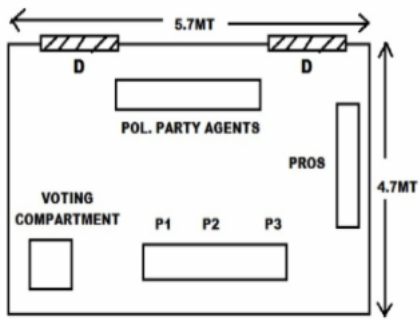 5.7MT
D D
POL. PARTY AGENTS
PROS
4.7MT
VOTING
COMPARTMENT
P1 P2 P3